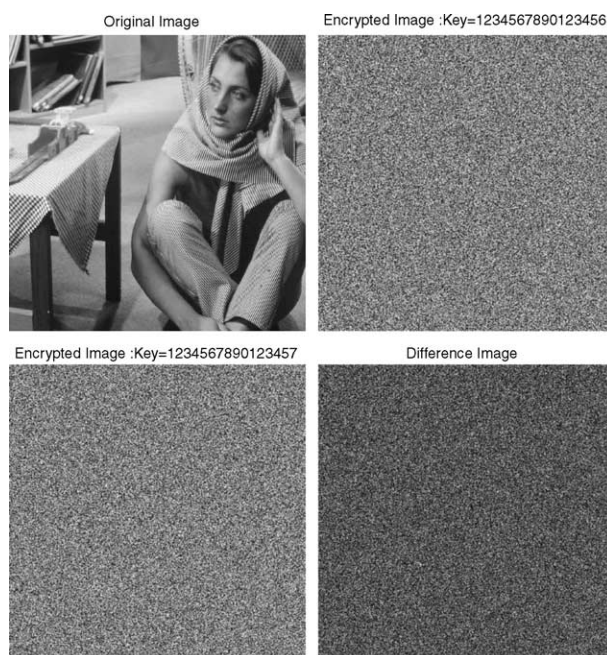 Original Image
Encrypted Image :Key=1234567890123456
Encrypted Image :Key=1234567890123457
Difference Image